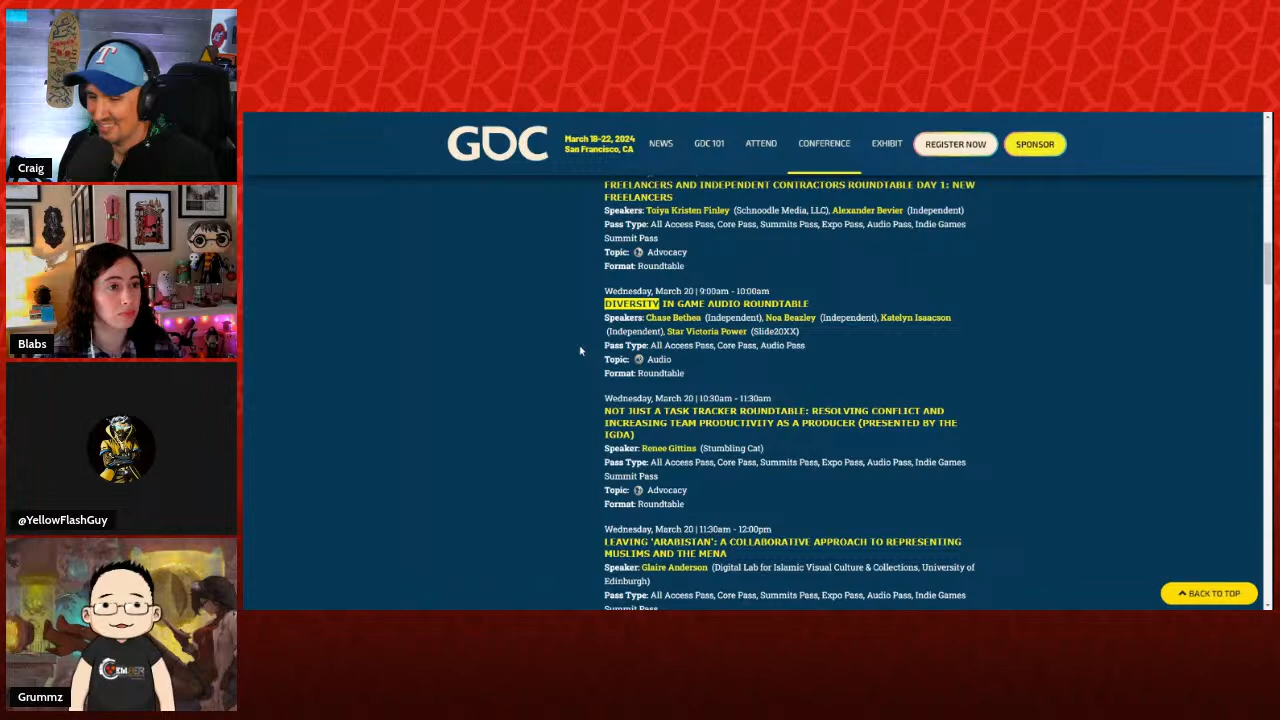 Craig
Blabs
@YellowFlashGuy
Grummz
GDC
March 18-22, 2024
San Francisco, CA
NEWS
GDC 101
ATTEND
CONFERENCE
EXHIBIT
REGISTER NOW
SPONSOR
FREELANCERS AND INDEPENDENT CONTRACTORS ROUNDTABLE DAY 1: NEW
FREELANCERS
Speakers: Toiya Kristen Finley (Schnoodle Media, LLC), Alexander Bevier (Independent)
Pass Type: All Access Pass, Core Pass, Summits Pass, Expo Pass, Audio Pass, Indie Games
Summit Pass
Topic: Advocacy
Format: Roundtable
Wednesday, March 20 | 9:00am - 10:00am
DIVERSITY IN GAME AUDIO ROUNDTABLE
Speakers: Chase Bethea (Independent), Noa Beazley (Independent), Katelyn Isaacson
(Independent), Star Victoria Power (Slide20XX)
Pass Type: All Access Pass, Core Pass, Audio Pass
Topic: Audio
Format: Roundtable
Wednesday, March 20 | 10:30am - 11:30am
NOT JUST A TASK TRACKER ROUNDTABLE: RESOLVING CONFLICT AND
INCREASING TEAM PRODUCTIVITY AS A PRODUCER (PRESENTED BY THE
IGDA)
Speaker: Renee Gittins (Stumbling Cat)
Pass Type: All Access Pass, Core Pass, Summits Pass, Expo Pass, Audio Pass, Indie Games
Summit Pass
Topic: Advocacy
Format: Roundtable
Wednesday, March 20 | 11:30am - 12:00pm
LEAVING 'ARABISTAN': A COLLABORATIVE APPROACH TO REPRESENTING
MUSLIMS AND THE MENA
Speaker: Glaire Anderson (Digital Lab for Islamic Visual Culture & Collections, University of
Edinburgh)
Pass Type: All Access Pass, Core Pass, Summits Pass, Expo Pass, Audio Pass, Indie Games
Summit Pass
BACK TO TOP